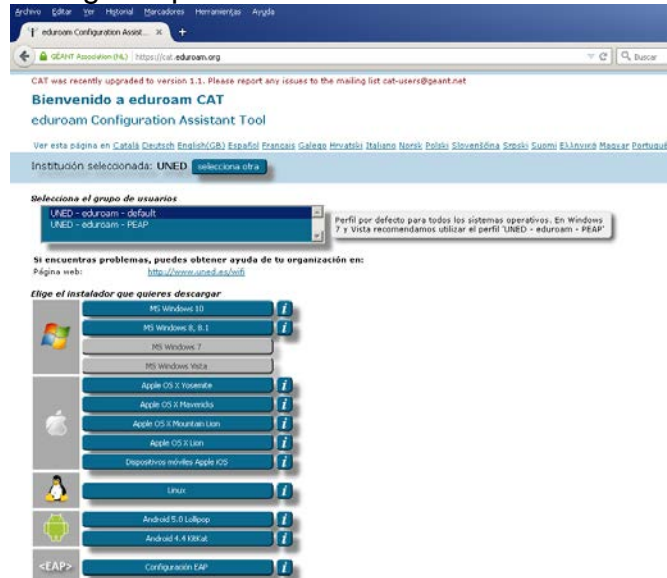 Archivo Editar Ver Historial Marcadores Herramientas Ayuda
eduroam Configuration Assist... × +
GÉANT Association (NL) https://cat.eduroam.org Buscar
CAT was recently upgraded to version 1.1. Please report any issues to the mailing list cat-users@geant.net
Bienvenido a eduroam CAT
eduroam Configuration Assistant Tool
Ver esta página en Català Deutsch English(GB) Español Français Galego Hrvatski Italiano Norsk Polski Slovenščina Srpski Suomi Ελληνικά Magyar Portuguê
Institución seleccionada: UNED selecciona otra
Selecciona el grupo de usuarios
UNED - eduroam - default
UNED - eduroam - PEAP
Perfil por defecto para todos los sistemas operativos. En Windows
7 y Vista recomendamos utilizar el perfil 'UNED - eduroam - PEAP'
Si encuentras problemas, puedes obtener ayuda de tu organización en:
Página web: http://www.uned.es/wifi
Elige el instalador que quieres descargar
MS Windows 10 i
MS Windows 8, 8.1 i
MS Windows 7
MS Windows Vista
Apple OS X Yosemite i
Apple OS X Mavericks i
Apple OS X Mountain Lion i
Apple OS X Lion i
Dispositivos móviles Apple iOS i
Linux i
Android 5.0 Lollipop i
Android 4.4 KitKat i
<EAP> Configuración EAP i